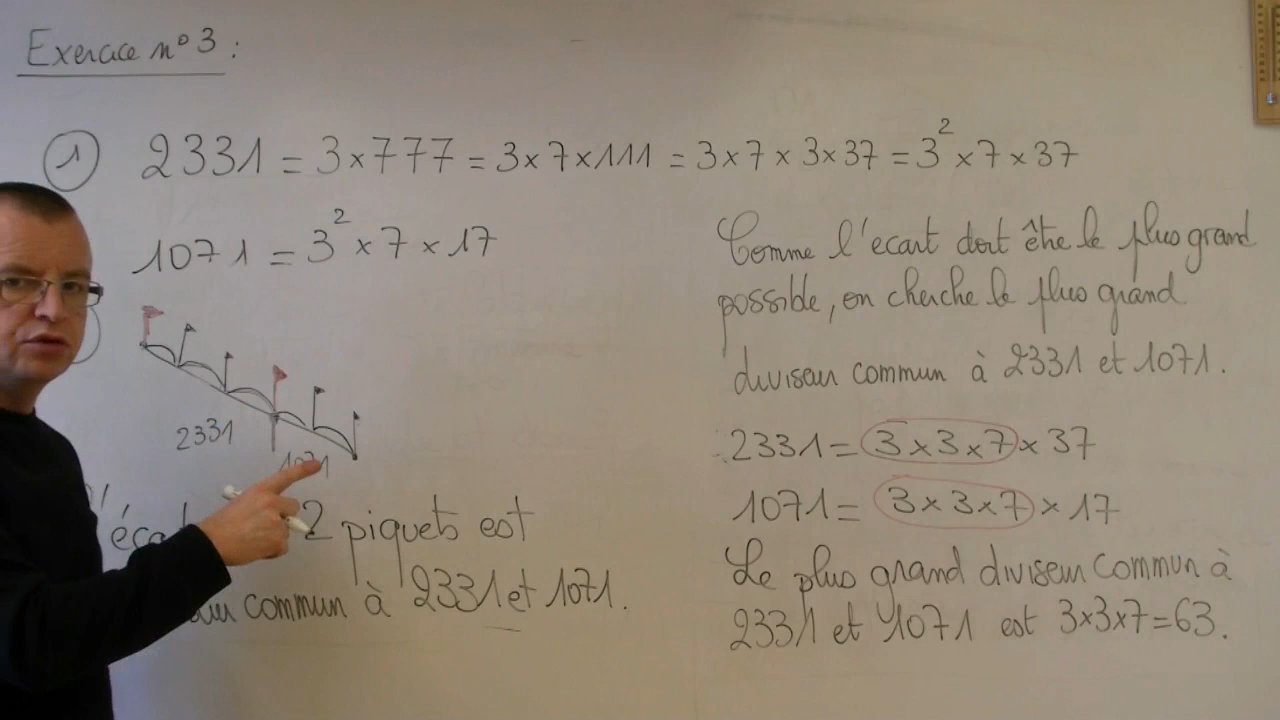 Exercice n° 3 :
1 2331 = 3 × 777 = 3 × 7 × 111 = 3 × 7 × 3 × 37 = 3² × 7 × 37
1071 = 3² × 7 × 17
2331
1071
2 piquets est
commun à 2331 et 1071.
Comme l'ecart doit être le plus grand
possible, on cherche le plus grand
diviseur commun à 2331 et 1071.
2331 = 3 × 3 × 7 × 37
1071 = 3 × 3 × 7 × 17
Le plus grand diviseur commun à
2331 et 1071 est 3×3×7=63.